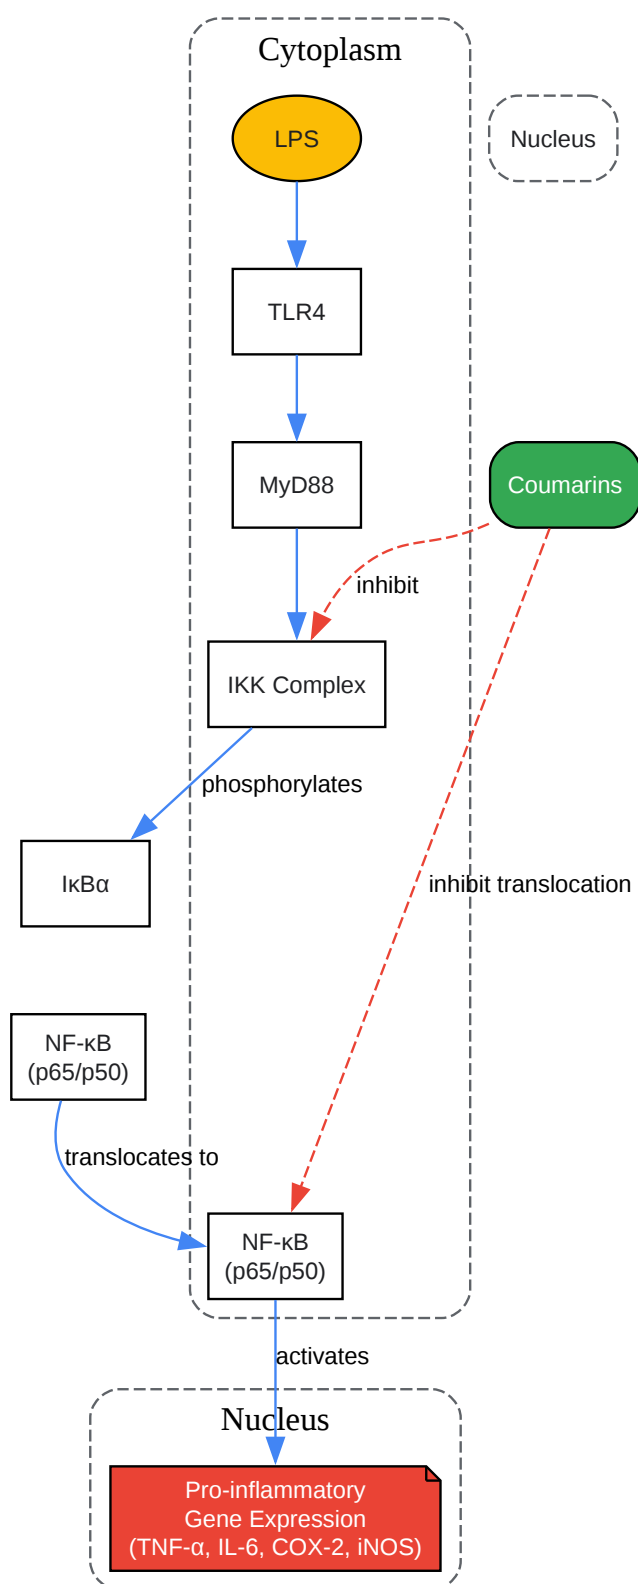 Cytoplasm
LPS
Nucleus
TLR4
MyD88
Coumarins
inhibit
IKK Complex
phosphorylates
IκBα
inhibit translocation
NF-κB
(p65/p50)
translocates to
NF-κB
(p65/p50)
activates
Nucleus
Pro-inflammatory
Gene Expression
(TNF-α, IL-6, COX-2, iNOS)